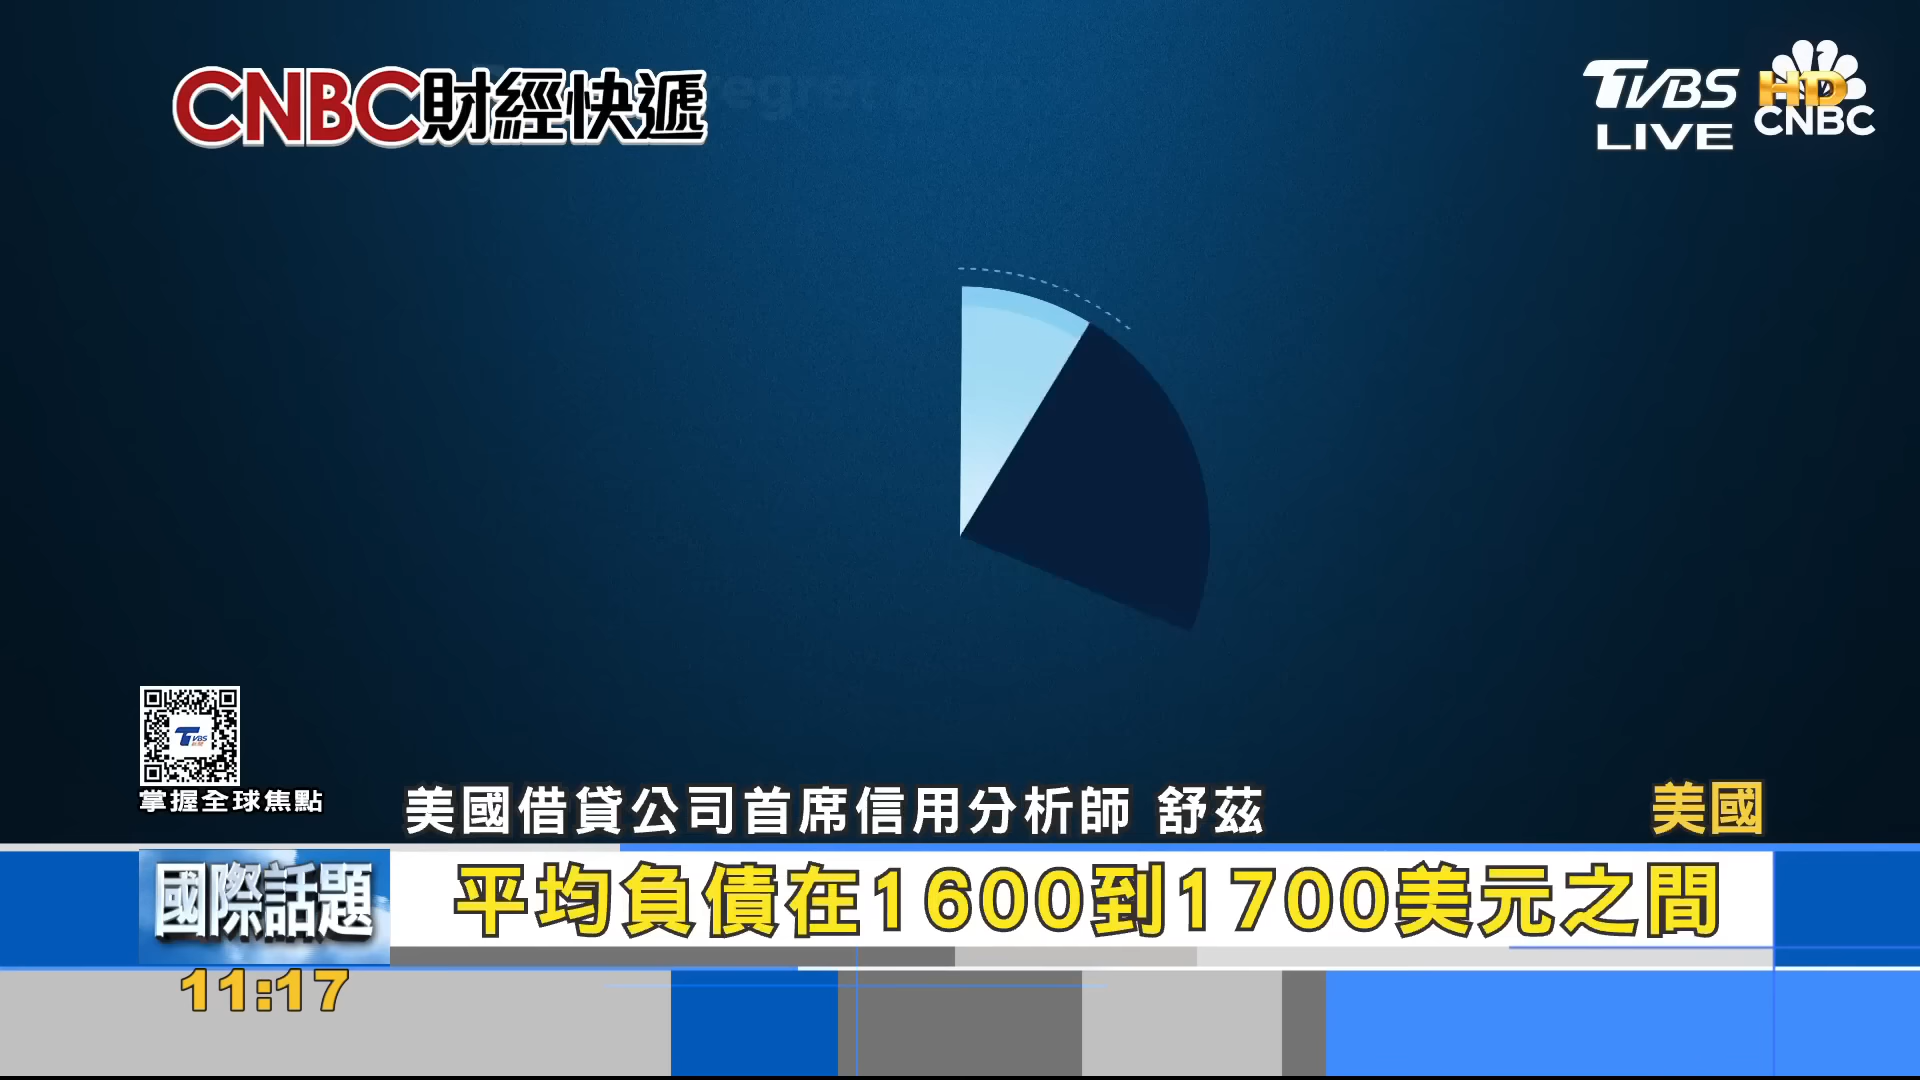 CNBC財經快遞
regret
TVBS HD CNBC
LIVE
TVBS
掌握全球焦點
美國借貸公司首席信用分析師 舒茲
美國
國際話題
平均負債在1600到1700美元之間
11:17